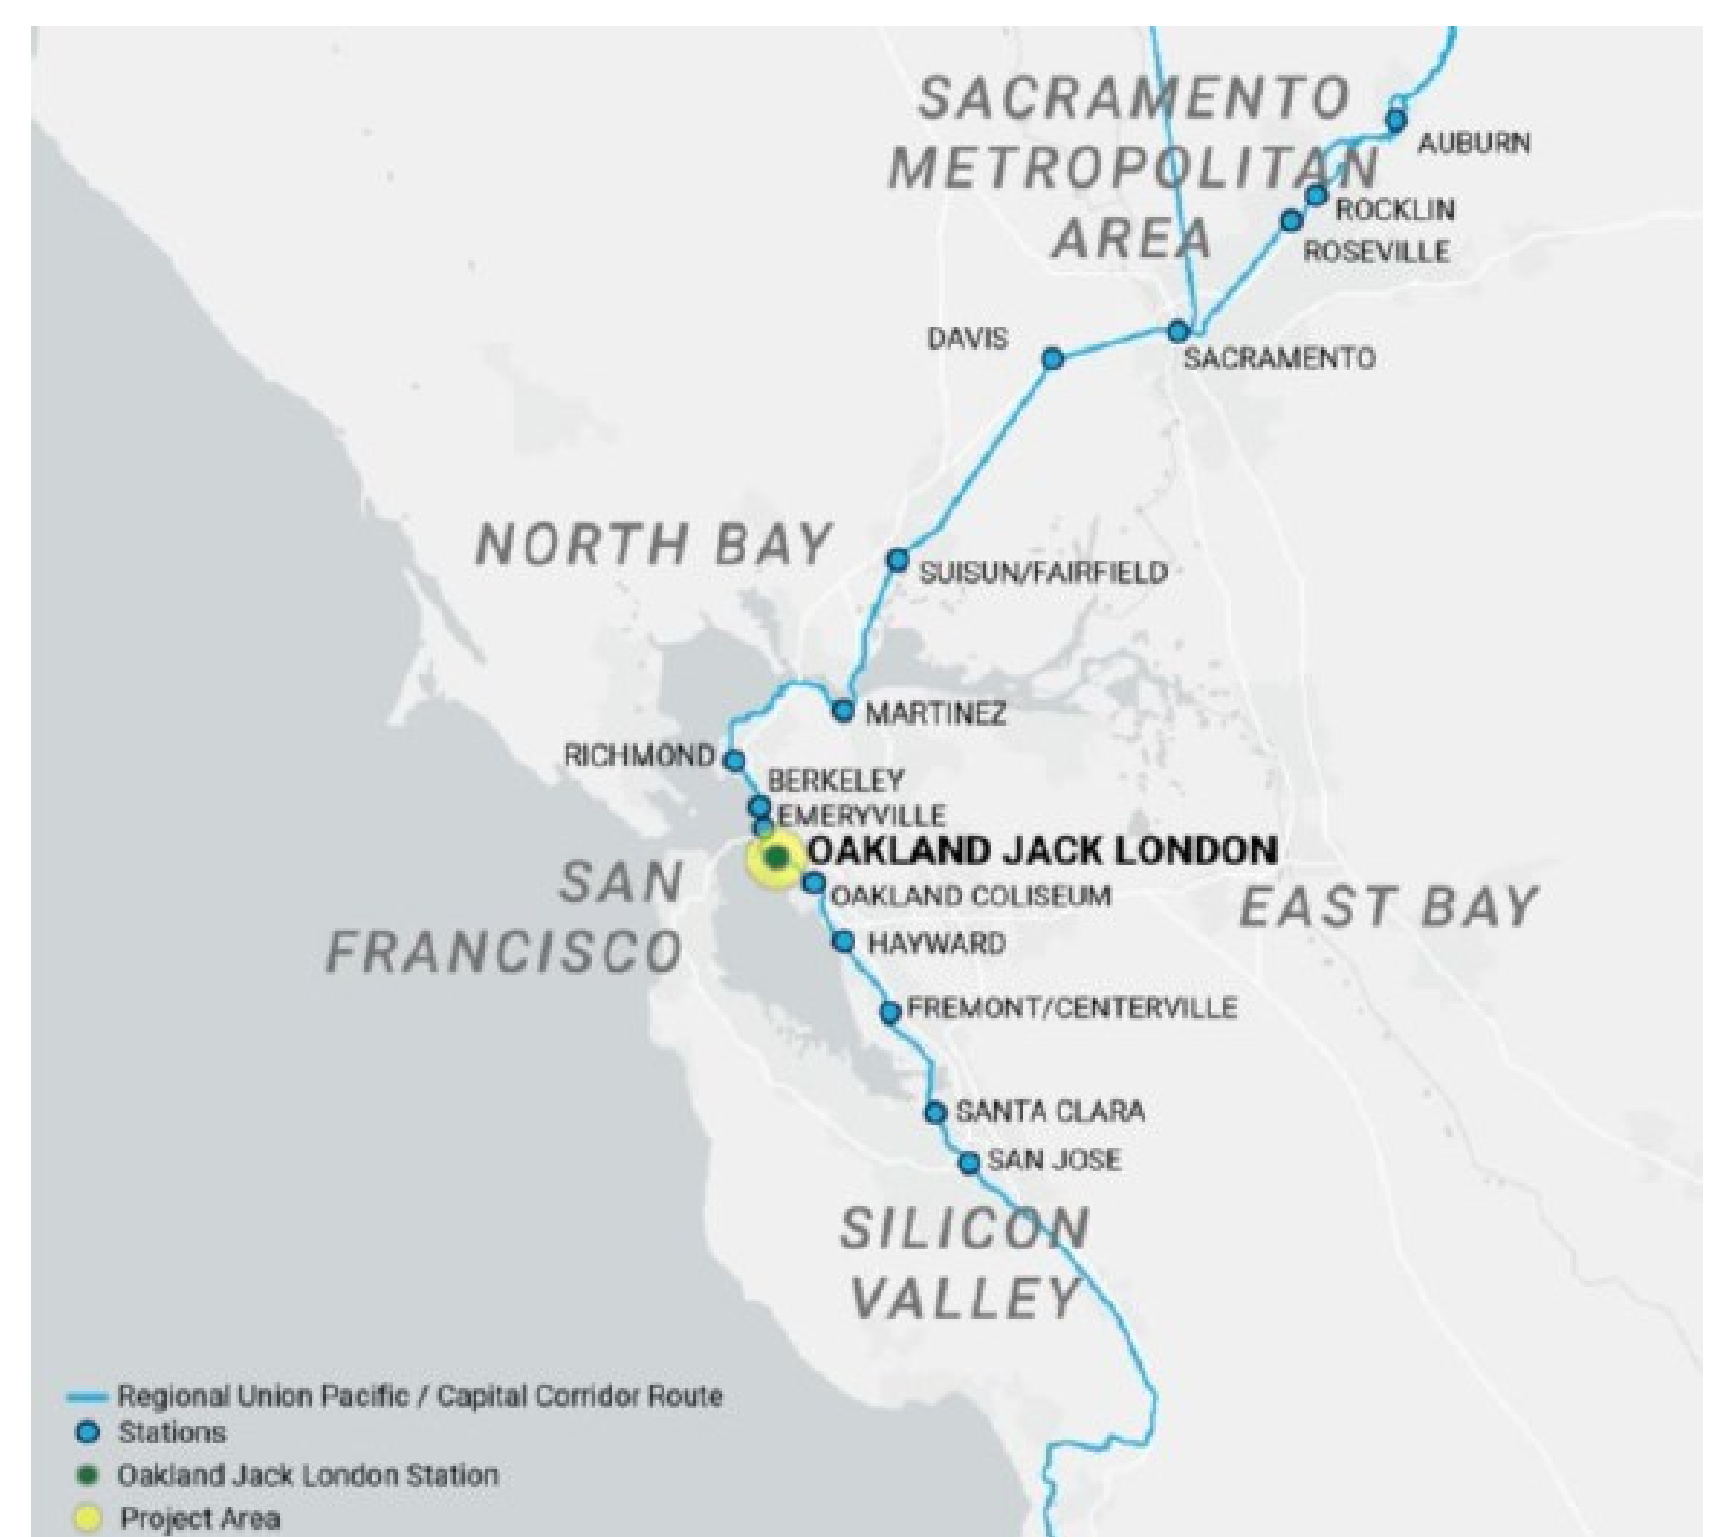 SACRAMENTO
METROPOLITAN
AREA
AUBURN
ROCKLIN
ROSEVILLE
DAVIS
SACRAMENTO
NORTH BAY
SUISUN/FAIRFIELD
MARTINEZ
RICHMOND
BERKELEY
EMERYVILLE
OAKLAND JACK LONDON
SAN
FRANCISCO
OAKLAND COLISEUM
EAST BAY
HAYWARD
FREMONT/CENTERVILLE
SANTA CLARA
SAN JOSE
SILICON
VALLEY
Regional Union Pacific / Capital Corridor Route
Stations
Oakland Jack London Station
Project Area